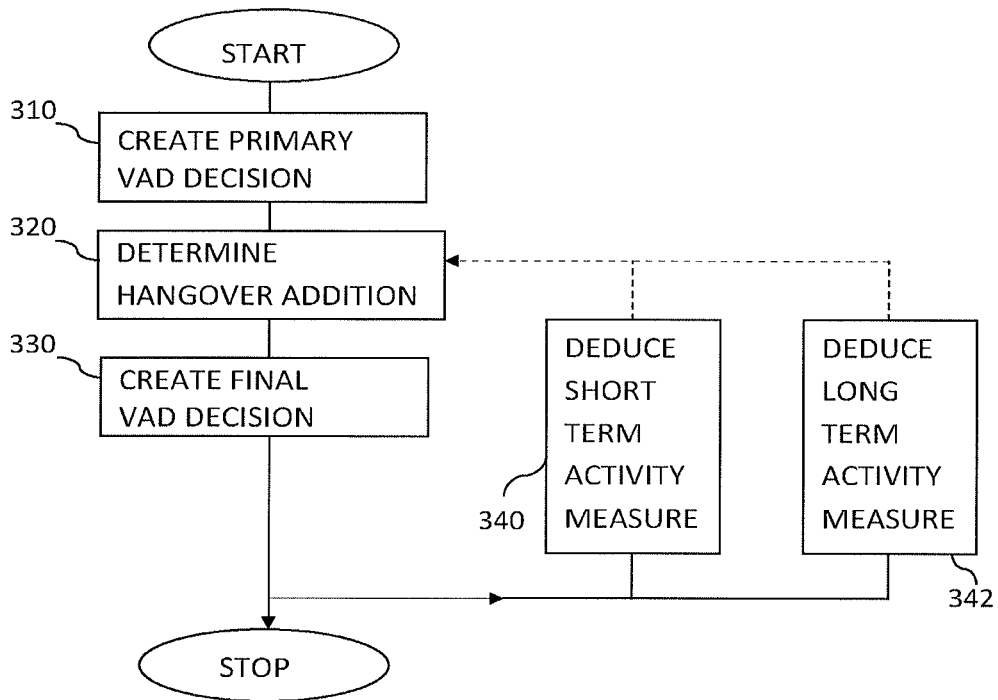 START
310
CREATE PRIMARY
VAD DECISION
320
DETERMINE
HANGOVER ADDITION
330
CREATE FINAL
VAD DECISION
DEDUCE
SHORT
TERM
ACTIVITY
MEASURE
340
DEDUCE
LONG
TERM
ACTIVITY
MEASURE
342
STOP